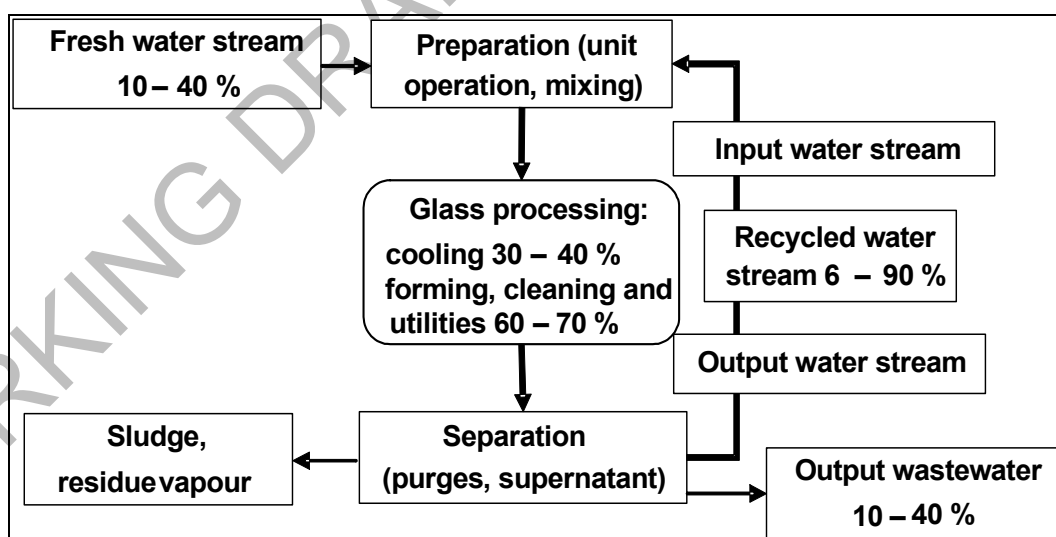 Fresh water stream
10 – 40 %
Preparation (unit
operation, mixing)
Input water stream
Glass processing:
cooling 30 – 40 %
forming, cleaning and
utilities 60 – 70 %
Recycled water
stream 6 – 90 %
Output water stream
Sludge,
residue vapour
Separation
(purges, supernatant)
Output wastewater
10 – 40 %
ORKING DRA